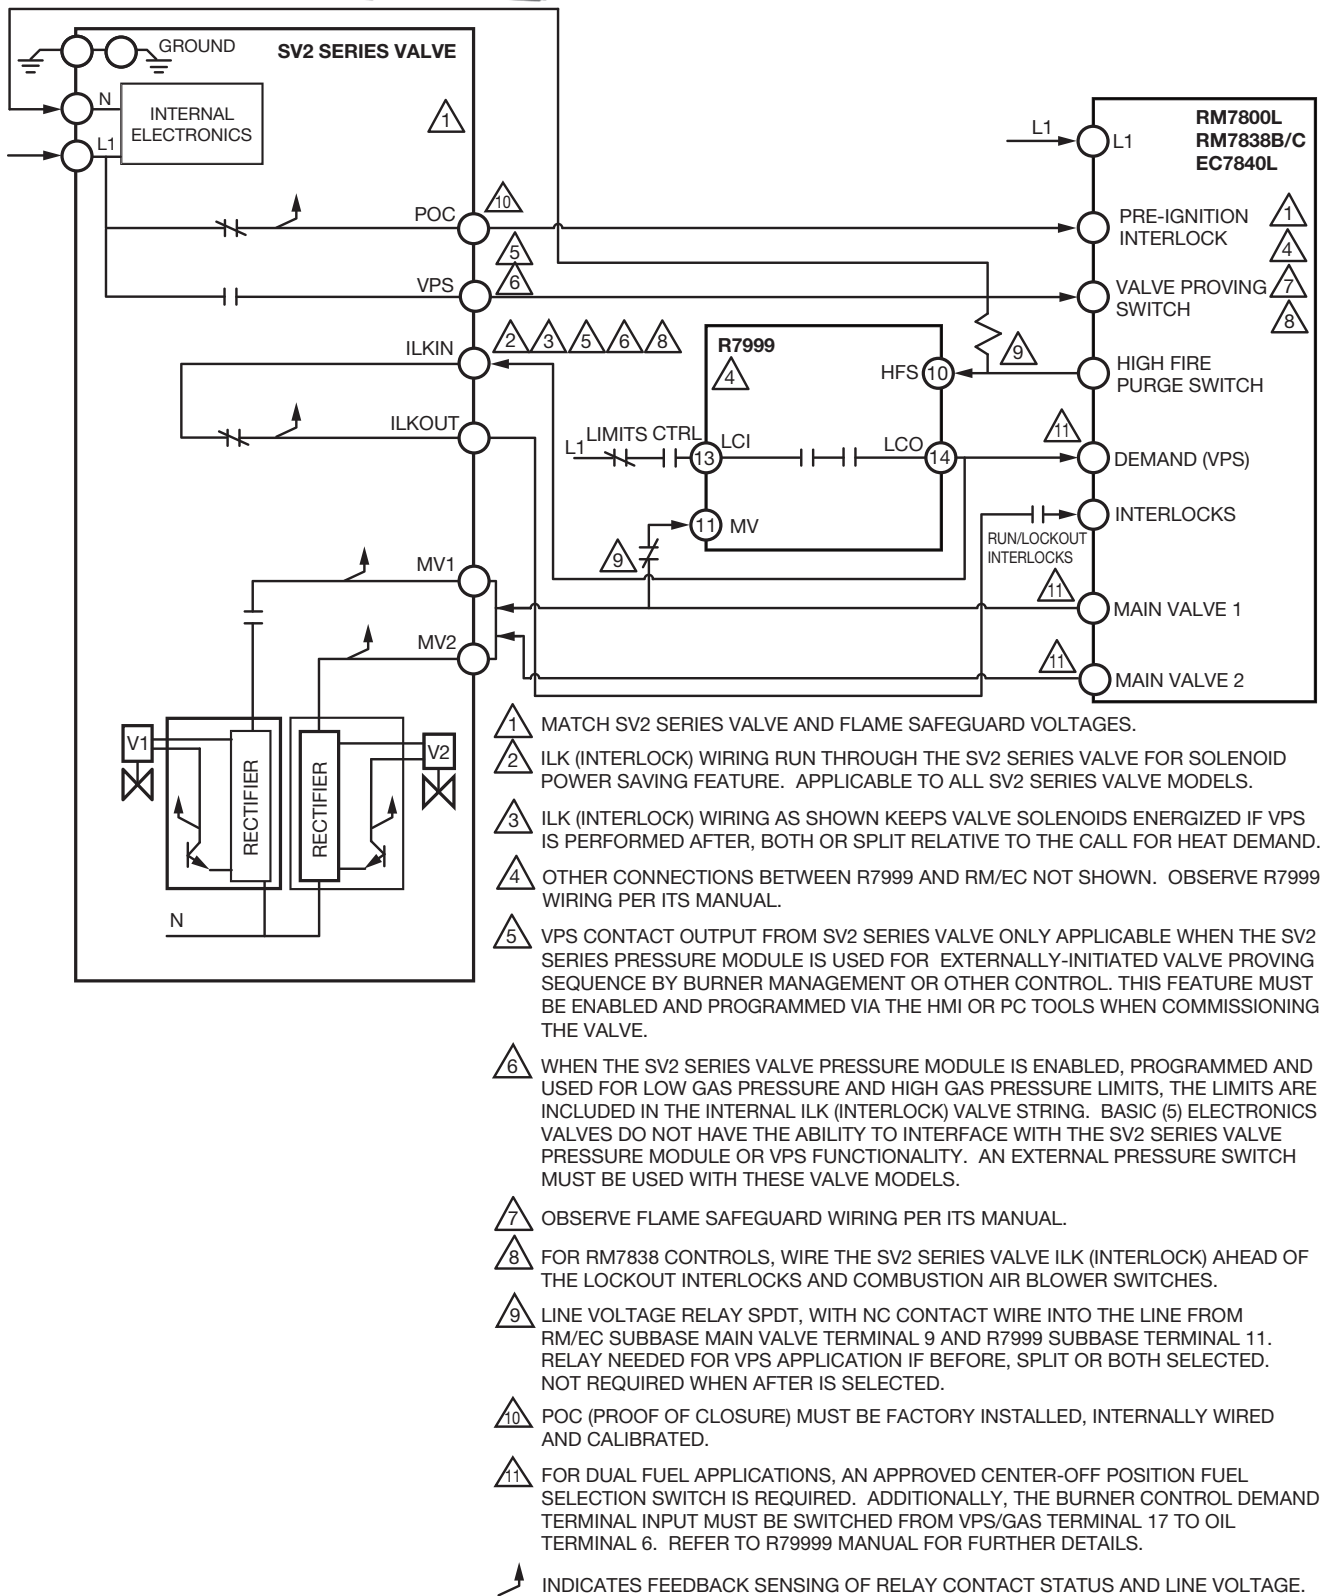 GROUND
SV2 SERIES VALVE
N
INTERNAL
ELECTRONICS
L1
1
RM7800L
RM7838B/C
EC7840L
L1
L1
POC
10
PRE-IGNITION
INTERLOCK
1
4
5
6
VPS
VALVE PROVING
SWITCH
7
8
ILKIN
2
3
5
6
8
R7999
4
HFS
10
9
HIGH FIRE
PURGE SWITCH
ILKOUT
L1
LIMITS CTRL
LCI
13
LCO
14
11
DEMAND (VPS)
11
MV
9
INTERLOCKS
RUN/LOCKOUT
INTERLOCKS
MV1
11
MAIN VALVE 1
MV2
11
MAIN VALVE 2
V1
RECTIFIER
RECTIFIER
V2
N
1 MATCH SV2 SERIES VALVE AND FLAME SAFEGUARD VOLTAGES.
2 ILK (INTERLOCK) WIRING RUN THROUGH THE SV2 SERIES VALVE FOR SOLENOID
POWER SAVING FEATURE. APPLICABLE TO ALL SV2 SERIES VALVE MODELS.
3 ILK (INTERLOCK) WIRING AS SHOWN KEEPS VALVE SOLENOIDS ENERGIZED IF VPS
IS PERFORMED AFTER, BOTH OR SPLIT RELATIVE TO THE CALL FOR HEAT DEMAND.
4 OTHER CONNECTIONS BETWEEN R7999 AND RM/EC NOT SHOWN. OBSERVE R7999
WIRING PER ITS MANUAL.
5 VPS CONTACT OUTPUT FROM SV2 SERIES VALVE ONLY APPLICABLE WHEN THE SV2
SERIES PRESSURE MODULE IS USED FOR EXTERNALLY-INITIATED VALVE PROVING
SEQUENCE BY BURNER MANAGEMENT OR OTHER CONTROL. THIS FEATURE MUST
BE ENABLED AND PROGRAMMED VIA THE HMI OR PC TOOLS WHEN COMMISSIONING
THE VALVE.
6 WHEN THE SV2 SERIES VALVE PRESSURE MODULE IS ENABLED, PROGRAMMED AND
USED FOR LOW GAS PRESSURE AND HIGH GAS PRESSURE LIMITS, THE LIMITS ARE
INCLUDED IN THE INTERNAL ILK (INTERLOCK) VALVE STRING. BASIC (5) ELECTRONICS
VALVES DO NOT HAVE THE ABILITY TO INTERFACE WITH THE SV2 SERIES VALVE
PRESSURE MODULE OR VPS FUNCTIONALITY. AN EXTERNAL PRESSURE SWITCH
MUST BE USED WITH THESE VALVE MODELS.
7 OBSERVE FLAME SAFEGUARD WIRING PER ITS MANUAL.
8 FOR RM7838 CONTROLS, WIRE THE SV2 SERIES VALVE ILK (INTERLOCK) AHEAD OF
THE LOCKOUT INTERLOCKS AND COMBUSTION AIR BLOWER SWITCHES.
9 LINE VOLTAGE RELAY SPDT, WITH NC CONTACT WIRE INTO THE LINE FROM
RM/EC SUBBASE MAIN VALVE TERMINAL 9 AND R7999 SUBBASE TERMINAL 11.
RELAY NEEDED FOR VPS APPLICATION IF BEFORE, SPLIT OR BOTH SELECTED.
NOT REQUIRED WHEN AFTER IS SELECTED.
10 POC (PROOF OF CLOSURE) MUST BE FACTORY INSTALLED, INTERNALLY WIRED
AND CALIBRATED.
11 FOR DUAL FUEL APPLICATIONS, AN APPROVED CENTER-OFF POSITION FUEL
SELECTION SWITCH IS REQUIRED. ADDITIONALLY, THE BURNER CONTROL DEMAND
TERMINAL INPUT MUST BE SWITCHED FROM VPS/GAS TERMINAL 17 TO OIL
TERMINAL 6. REFER TO R79999 MANUAL FOR FURTHER DETAILS.
INDICATES FEEDBACK SENSING OF RELAY CONTACT STATUS AND LINE VOLTAGE.